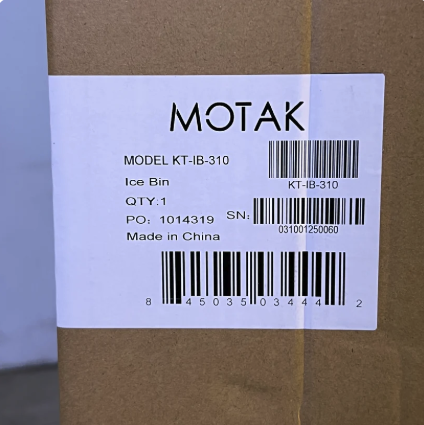 MOTAK
MODEL KT-IB-310
KT-IB-310
Ice Bin
QTY:1
PO: 1014319
SN:
031001250060
Made in China
8 45035 03444 2